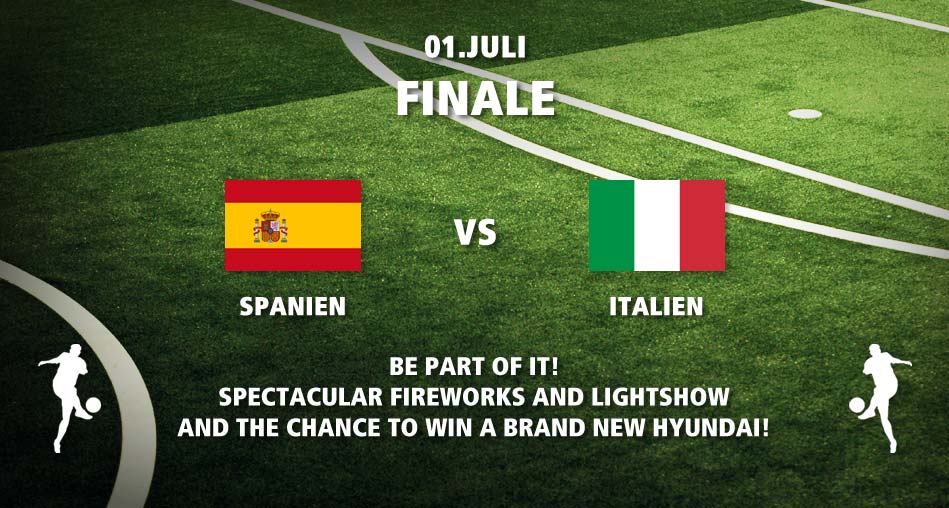 01.JULI
FINALE
VS
SPANIEN
ITALIEN
BE PART OF IT!
SPECTACULAR FIREWORKS AND LIGHTSHOW
AND THE CHANCE TO WIN A BRAND NEW HYUNDAI!